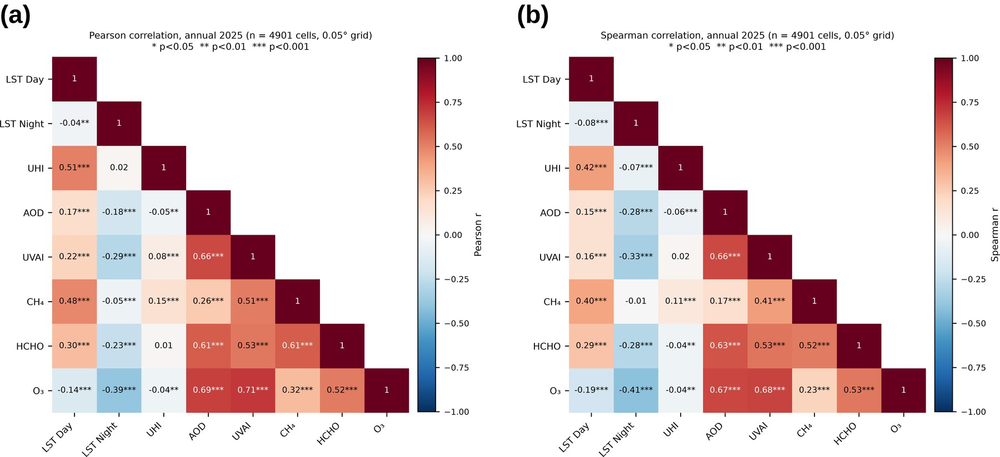 (a)
Pearson correlation, annual 2025 (n = 4901 cells, 0.05° grid)
* p<0.05  ** p<0.01  *** p<0.001
LST Day 1
LST Night -0.04** 1
UHI 0.51*** 0.02 1
AOD 0.17*** -0.18*** -0.05** 1
UVAI 0.22*** -0.29*** 0.08*** 0.66*** 1
CH₄ 0.48*** -0.05*** 0.15*** 0.26*** 0.51*** 1
HCHO 0.30*** -0.23*** 0.01 0.61*** 0.53*** 0.61*** 1
O₃ -0.14*** -0.39*** -0.04** 0.69*** 0.71*** 0.32*** 0.52*** 1
LST Day LST Night UHI AOD UVAI CH₄ HCHO O₃
1.00
0.75
0.50
0.25
0.00
−0.25
−0.50
−0.75
−1.00
Pearson r
(b)
Spearman correlation, annual 2025 (n = 4901 cells, 0.05° grid)
* p<0.05  ** p<0.01  *** p<0.001
LST Day 1
LST Night -0.08*** 1
UHI 0.42*** -0.07*** 1
AOD 0.15*** -0.28*** -0.06*** 1
UVAI 0.16*** -0.33*** 0.02 0.66*** 1
CH₄ 0.40*** -0.01 0.11*** 0.17*** 0.41*** 1
HCHO 0.29*** -0.28*** -0.04** 0.63*** 0.53*** 0.52*** 1
O₃ -0.19*** -0.41*** -0.04** 0.67*** 0.68*** 0.23*** 0.53*** 1
LST Day LST Night UHI AOD UVAI CH₄ HCHO O₃
1.00
0.75
0.50
0.25
0.00
−0.25
−0.50
−0.75
−1.00
Spearman r